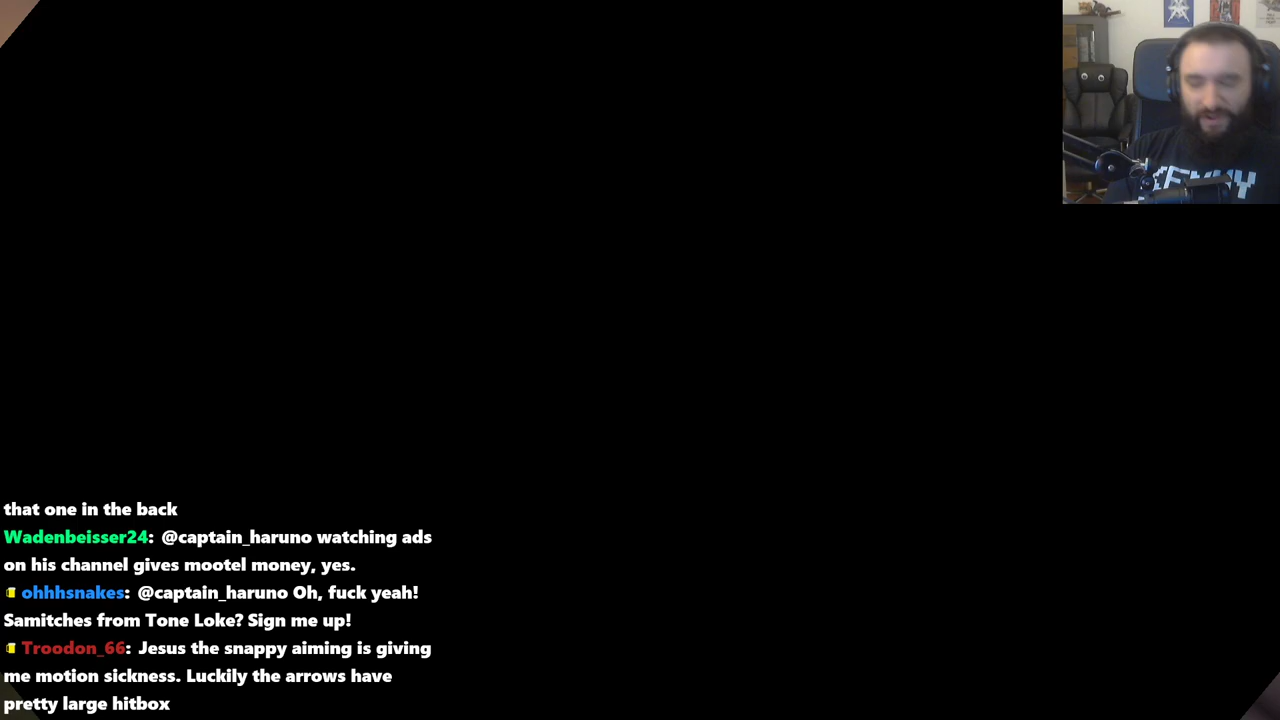 that one in the back
Wadenbeisser24: @captain_haruno watching ads
on his channel gives mootel money, yes.
ohhhsnakes: @captain_haruno Oh, fuck yeah!
Samitches from Tone Loke? Sign me up!
Troodon_66: Jesus the snappy aiming is giving
me motion sickness. Luckily the arrows have
pretty large hitbox